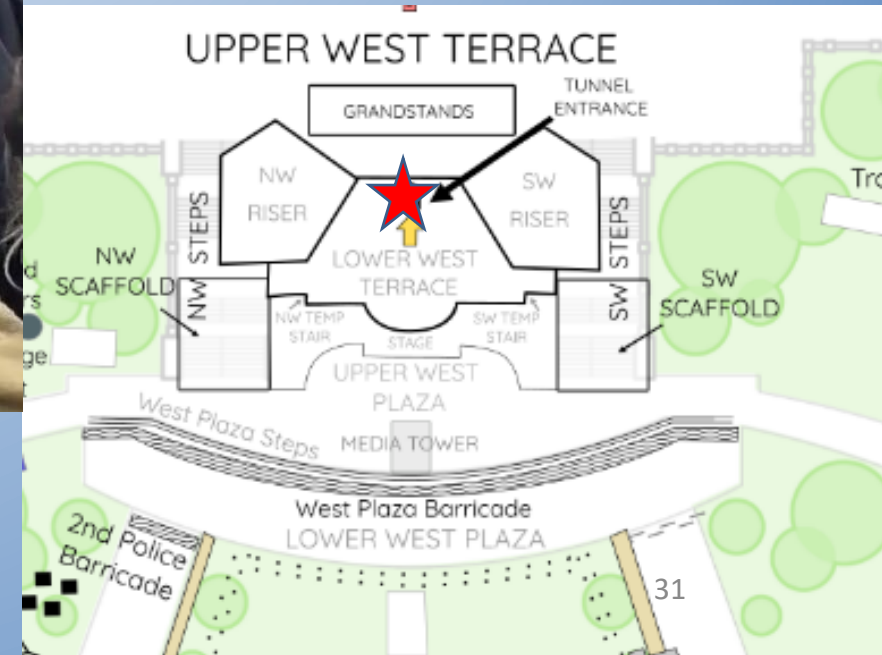 UPPER WEST TERRACE
TUNNEL
ENTRANCE
GRANDSTANDS
NW
RISER
SW
RISER
NW STEPS
SW STEPS
LOWER WEST
TERRACE
NW
SCAFFOLD
SW
SCAFFOLD
NW TEMP
STAIR
SW TEMP
STAIR
STAGE
UPPER WEST
PLAZA
West Plaza Steps
MEDIA TOWER
West Plaza Barricade
LOWER WEST PLAZA
2nd Police
Barricade
31